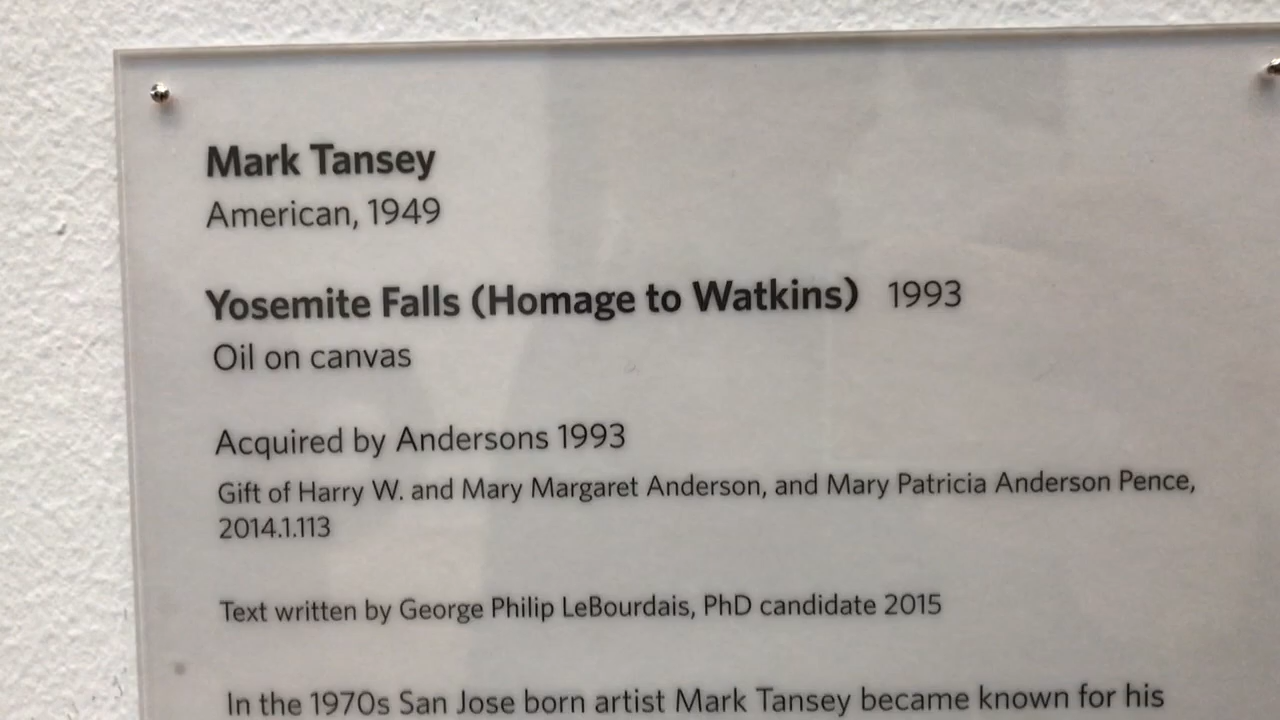 Mark Tansey
American, 1949
Yosemite Falls (Homage to Watkins) 1993
Oil on canvas
Acquired by Andersons 1993
Gift of Harry W. and Mary Margaret Anderson, and Mary Patricia Anderson Pence,
2014.1.113
Text written by George Philip LeBourdais, PhD candidate 2015
In the 1970s San Jose born artist Mark Tansey became known for his